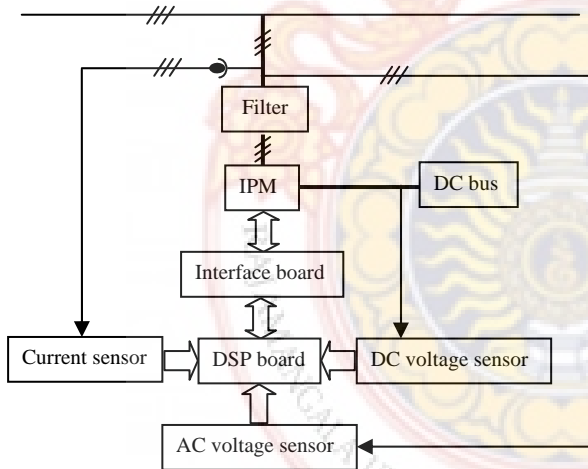 Filter
IPM
DC bus
Interface board
Current sensor
DSP board
DC voltage sensor
AC voltage sensor